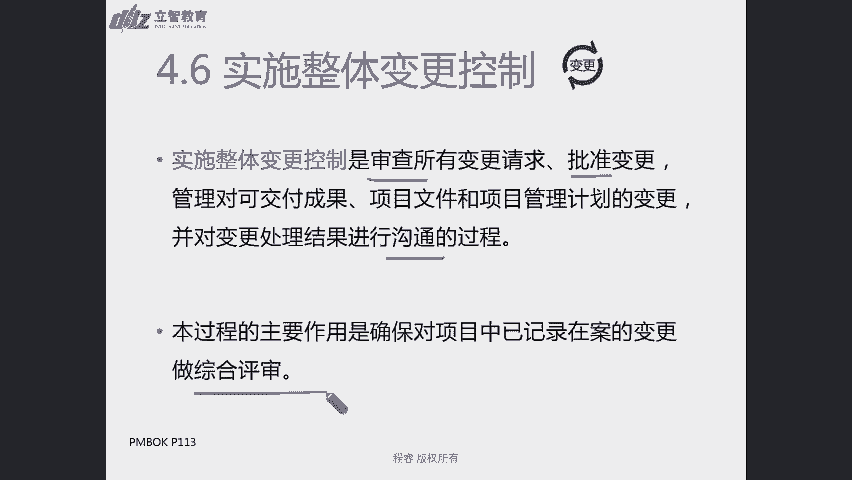 立智教育
4.6 实施整体变更控制
变更
• 实施整体变更控制是审查所有变更请求、批准变更，
管理对可交付成果、项目文件和项目管理计划的变更，
并对变更处理结果进行沟通的过程。
• 本过程的主要作用是确保对项目中已记录在案的变更
做综合评审。
PMBOK P113
程睿 版权所有